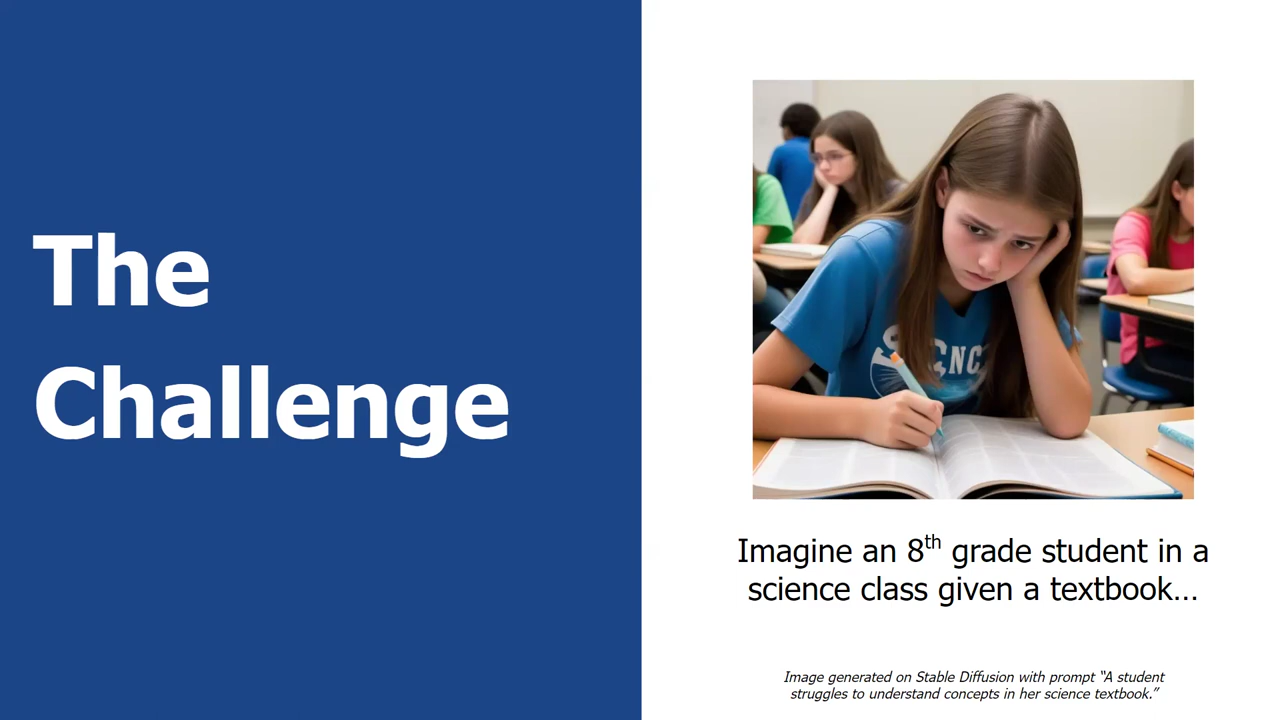 The
Challenge
Imagine an 8th grade student in a
science class given a textbook...
Image generated on Stable Diffusion with prompt “A student
struggles to understand concepts in her science textbook.”